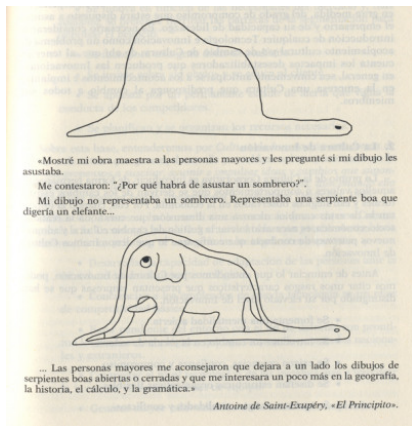 «Mostré mi obra maestra a las personas mayores y les pregunté si mi dibujo les
asustaba.
Me contestaron: "¿Por qué habrá de asustar un sombrero?".
Mi dibujo no representaba un sombrero. Representaba una serpiente boa que
digería un elefante...
... Las personas mayores me aconsejaron que dejara a un lado los dibujos de
serpientes boas abiertas o cerradas y que me interesara un poco más en la geografía,
la historia, el cálculo, y la gramática.»
Antoine de Saint-Exupéry, «El Principito».